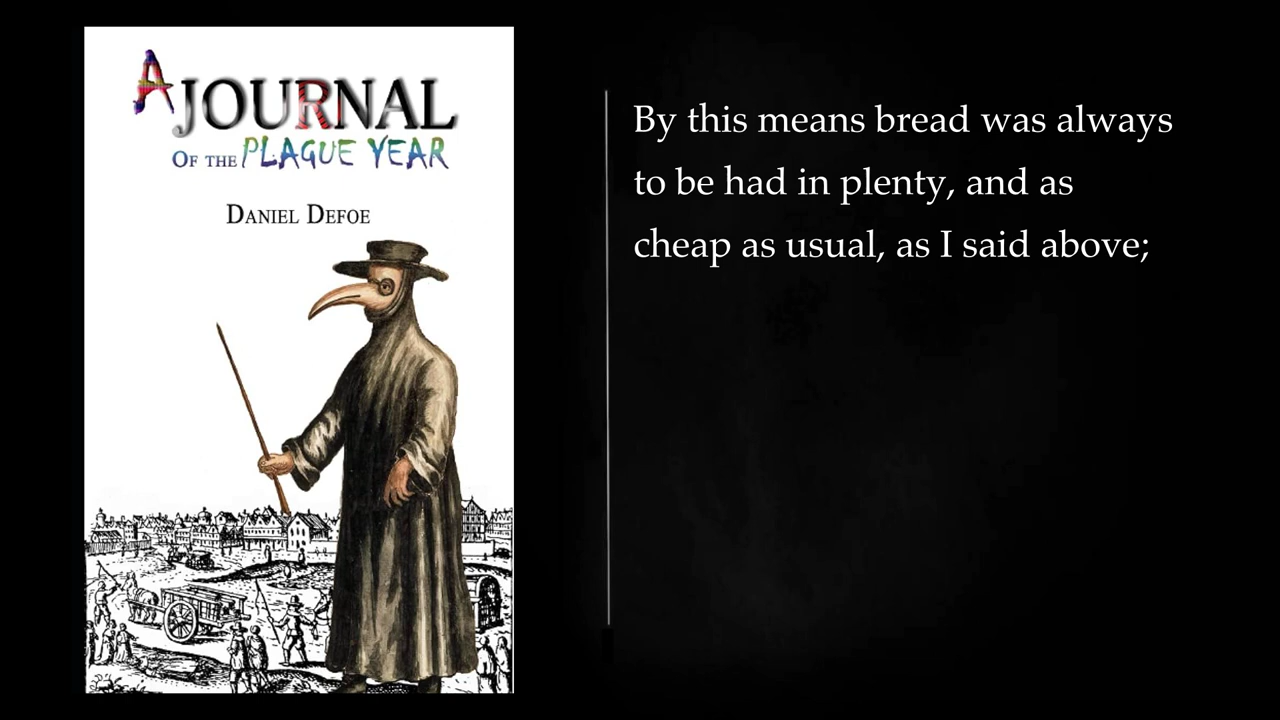 A JOURNAL
OF THE PLAGUE YEAR
DANIEL DEFOE
By this means bread was always
to be had in plenty, and as
cheap as usual, as I said above;